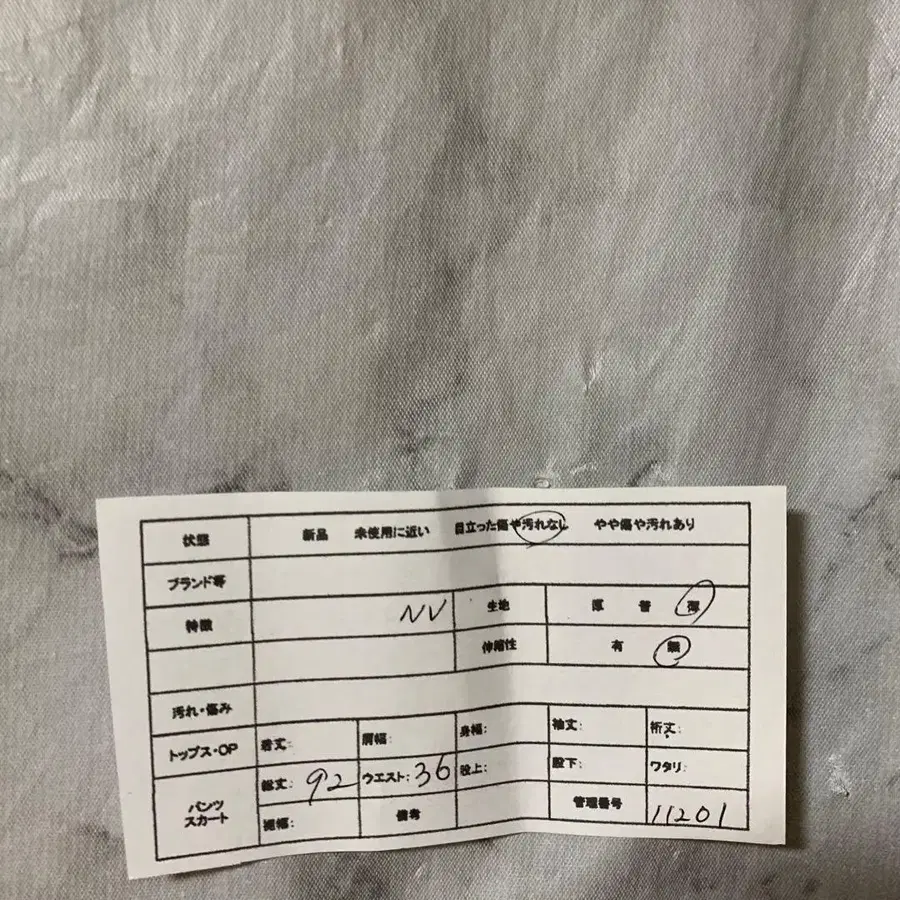 状態 新品 未使用に近い 目立った傷や汚れなし やや傷や汚れあり
ブランド等
特徴 NV 生地 厚 普 薄
伸縮性 有 無
汚れ・傷み
トップス・OP 着丈: 肩幅: 身幅: 袖丈: 裄丈:
パンツ スカート 総丈: 92 ウエスト: 36 股上: 股下: ワタリ:
裾幅: 備考 管理番号 11201